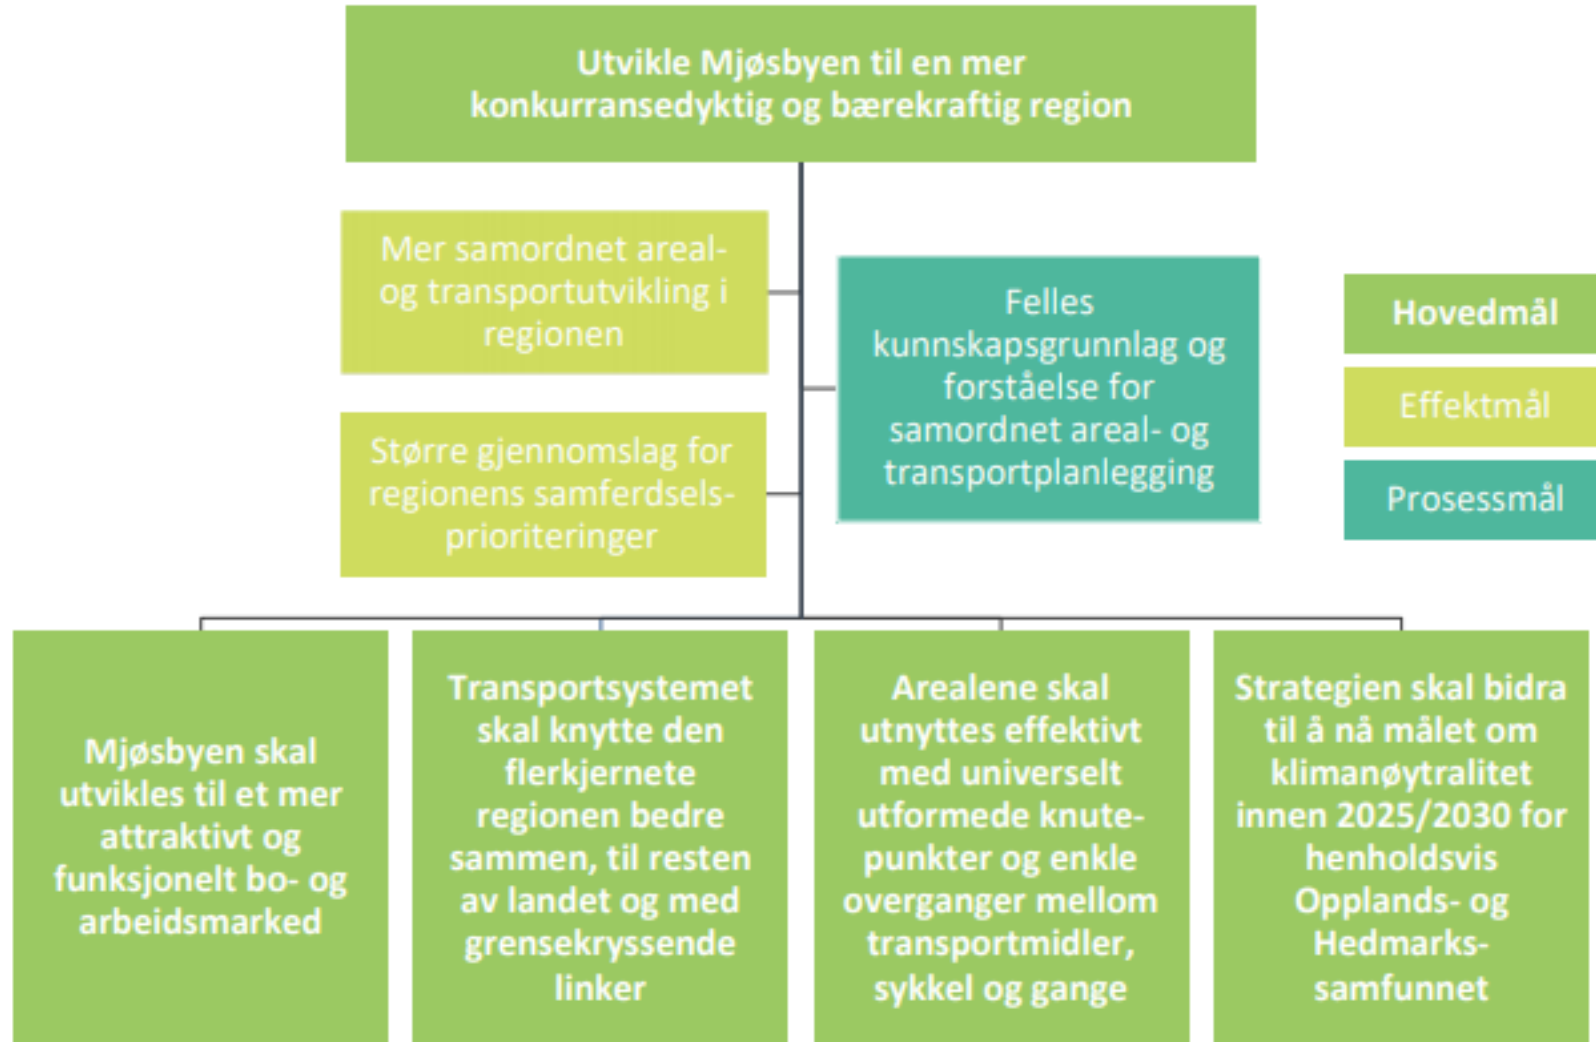 Utvikle Mjøsbyen til en mer
konkurransedyktig og bærekraftig region
Mer samordnet areal-
og transportutvikling i
regionen
Større gjennomslag for
regionens samferdsels-
prioriteringer
Felles
kunnskapsgrunnlag og
forståelse for
samordnet areal- og
transportplanlegging
Hovedmål
Effektmål
Prosessmål
Mjøsbyen skal
utvikles til et mer
attraktivt og
funksjonelt bo- og
arbeidsmarked
Transportsystemet
skal knytte den
flerkjernete
regionen bedre
sammen, til resten
av landet og med
grensekryssende
linker
Arealene skal
utnyttes effektivt
med universelt
utformede knute-
punkter og enkle
overganger mellom
transportmidler,
sykkel og gange
Strategien skal bidra
til å nå målet om
klimanøytralitet
innen 2025/2030 for
henholdsvis
Opplands- og
Hedmarks-
samfunnet